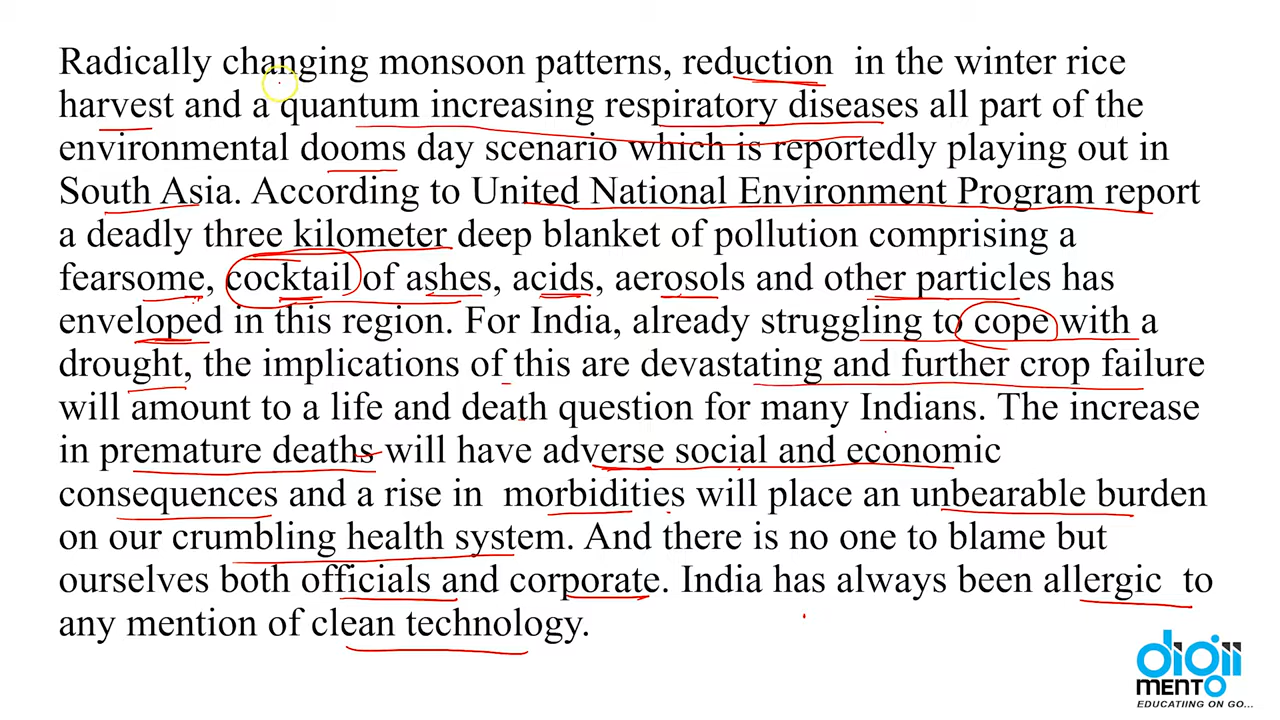 Radically changing monsoon patterns, reduction in the winter rice
harvest and a quantum increasing respiratory diseases all part of the
environmental dooms day scenario which is reportedly playing out in
South Asia. According to United National Environment Program report
a deadly three kilometer deep blanket of pollution comprising a
fearsome, cocktail of ashes, acids, aerosols and other particles has
enveloped in this region. For India, already struggling to cope with a
drought, the implications of this are devastating and further crop failure
will amount to a life and death question for many Indians. The increase
in premature deaths will have adverse social and economic
consequences and a rise in morbidities will place an unbearable burden
on our crumbling health system. And there is no one to blame but
ourselves both officials and corporate. India has always been allergic to
any mention of clean technology.
digii
MENTO
EDUCATIING ON GO...